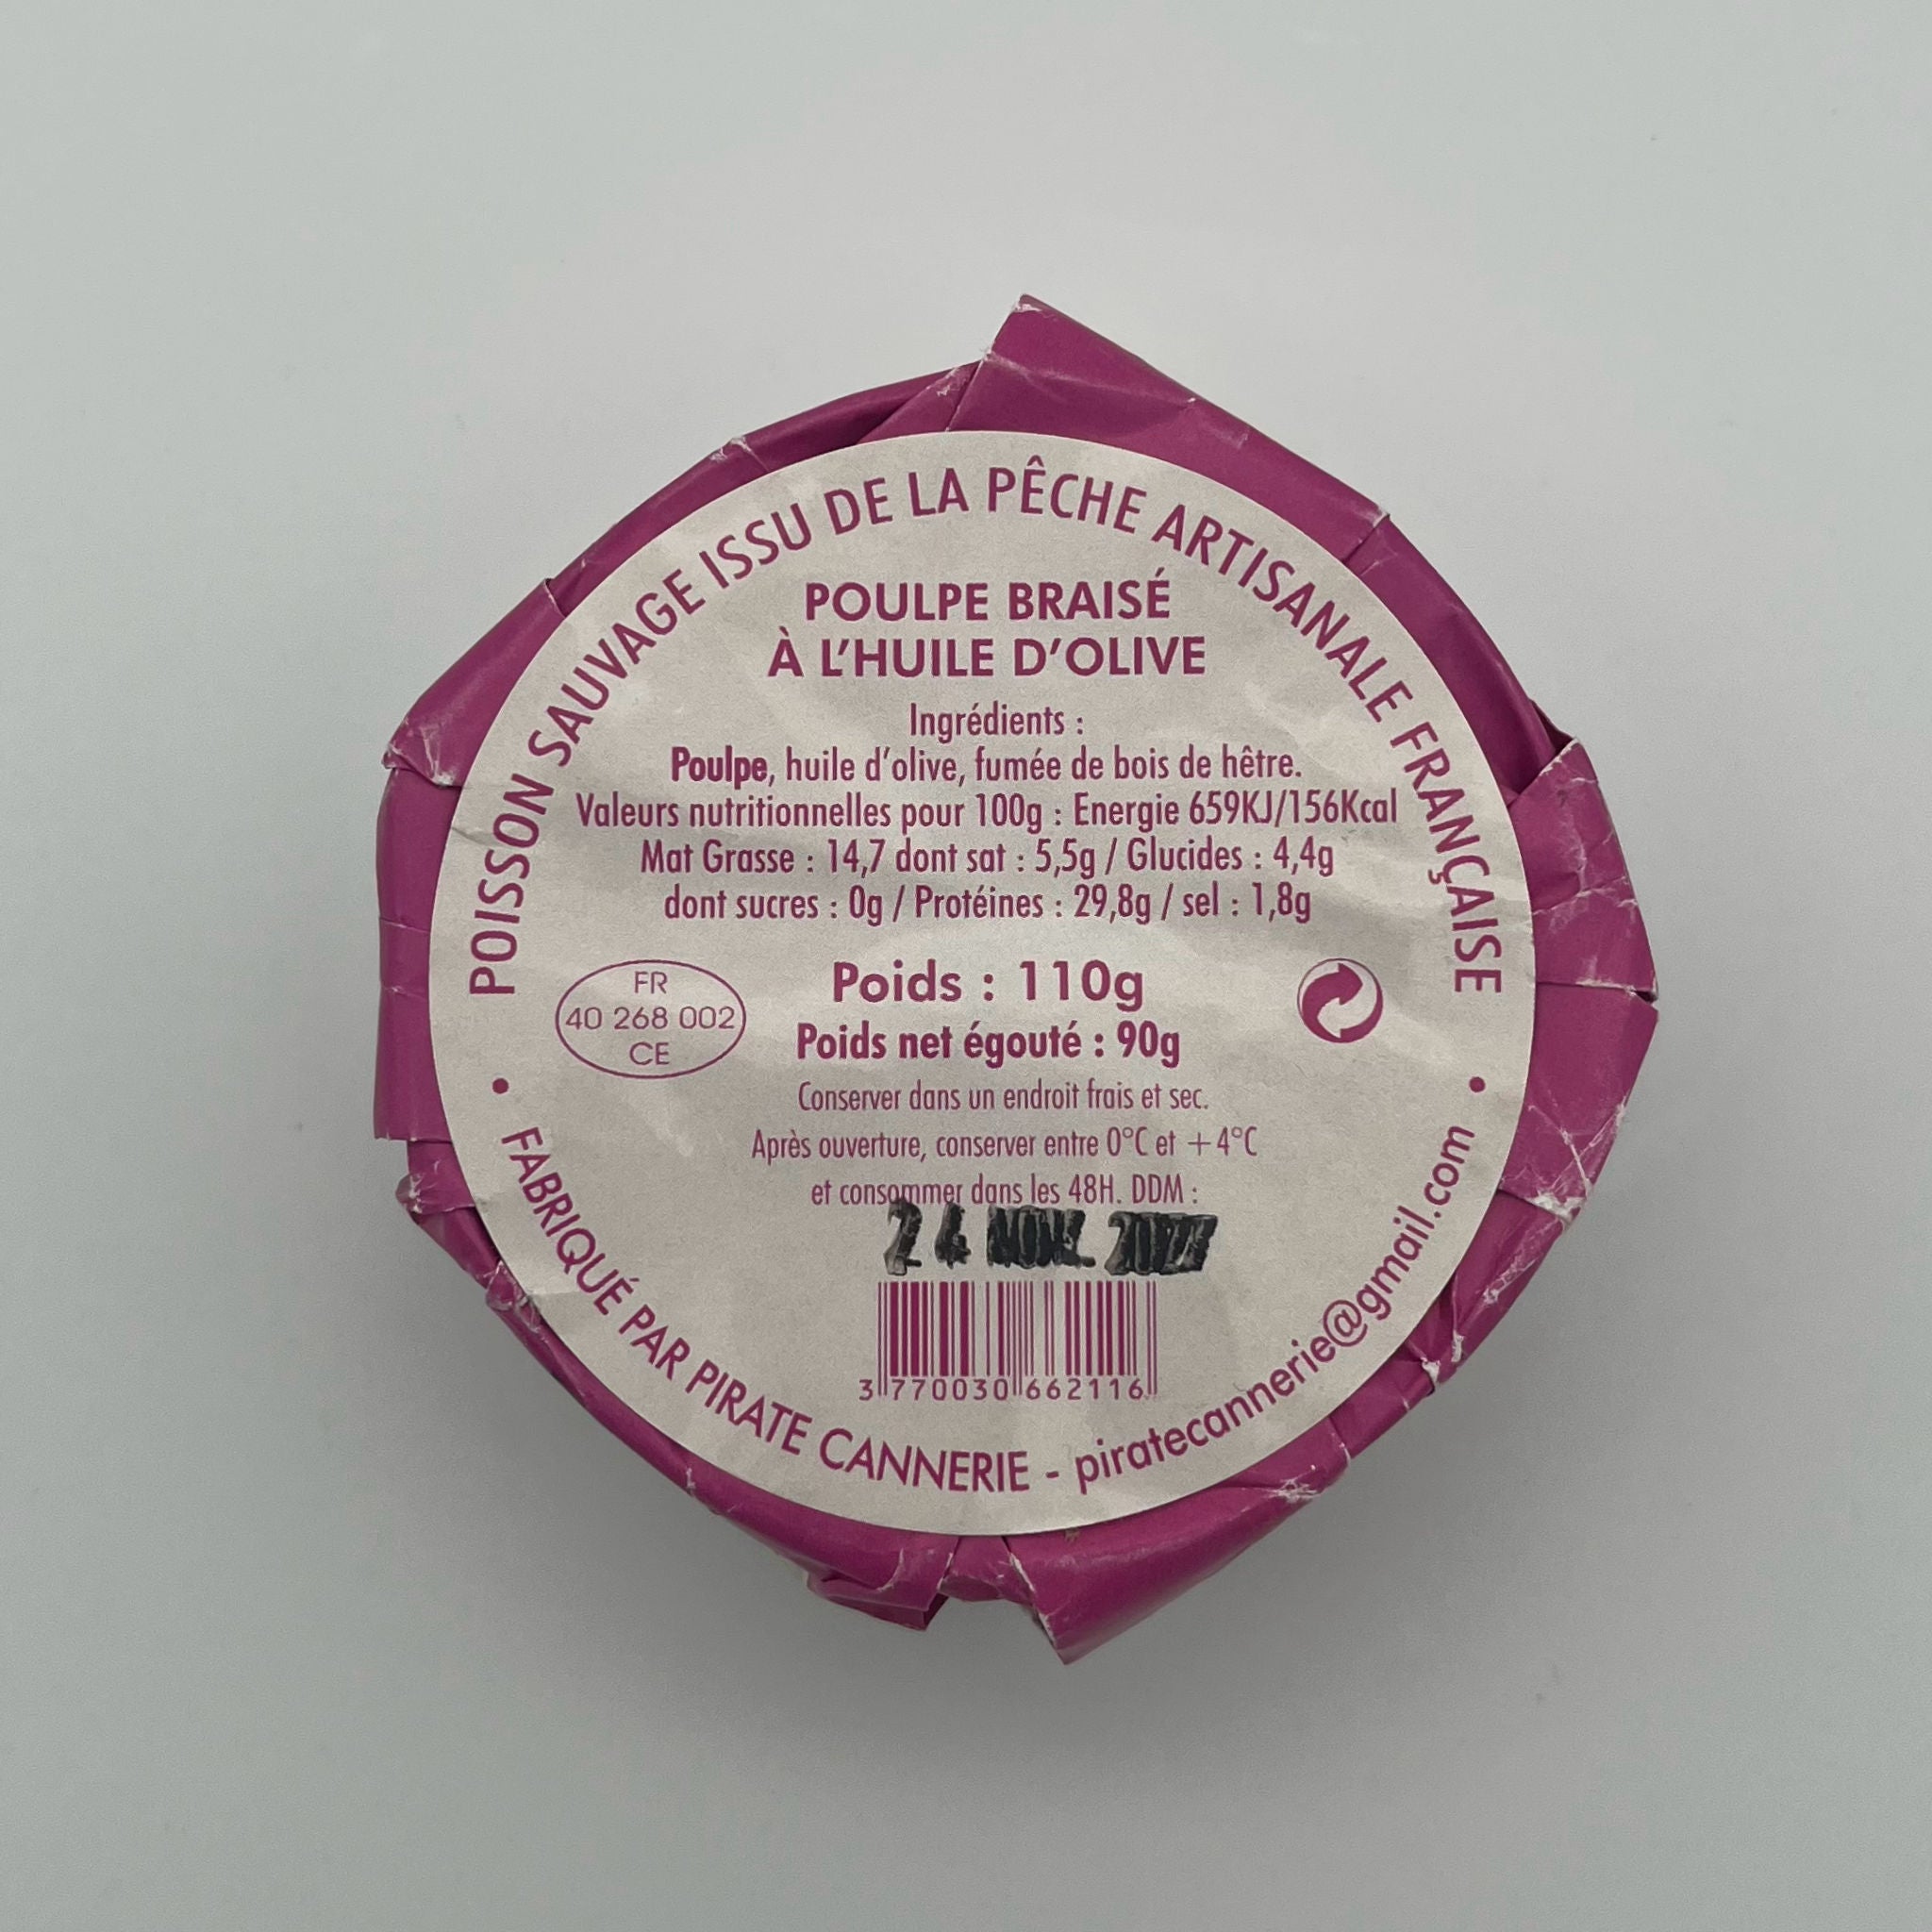 POISSON SAUVAGE ISSU DE LA PÊCHE ARTISANALE FRANÇAISE
POULPE BRAISÉ
À L'HUILE D'OLIVE
Ingrédients :
Poulpe, huile d'olive, fumée de bois de hêtre.
Valeurs nutritionnelles pour 100g : Energie 659KJ/156Kcal
Mat Grasse : 14,7 dont sat : 5,5g / Glucides : 4,4g
dont sucres : 0g / Protéines : 29,8g / sel : 1,8g
FR
40 268 002
CE
Poids : 110g
Poids net égouté : 90g
Conserver dans un endroit frais et sec.
Après ouverture, conserver entre 0°C et +4°C
et consommer dans les 48H. DDM :
24 NOV.
3 770030 662116
• FABRIQUÉ PAR PIRATE CANNERIE - piratecannerie@gmail.com •